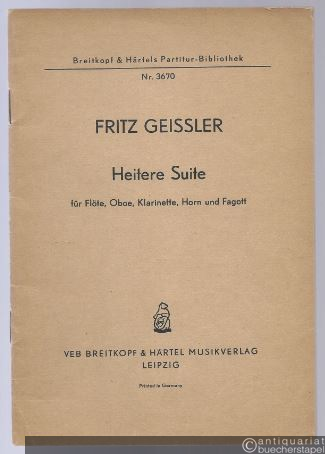 Breitkopf & Härtels Partitur-Bibliothek
Nr. 3670
FRITZ GEISSLER
Heitere Suite
für Flöte, Oboe, Klarinette, Horn und Fagott
VEB BREITKOPF & HÄRTEL MUSIKVERLAG
LEIPZIG
Printed in Germany
antiquariat
buecherstapel